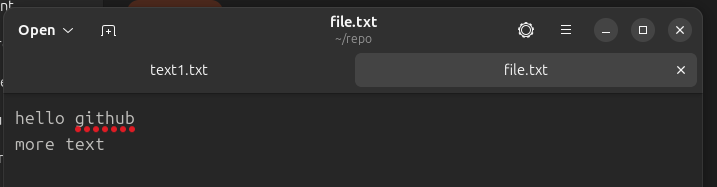 Open
file.txt
~/repo
text1.txt
file.txt
hello github
more text